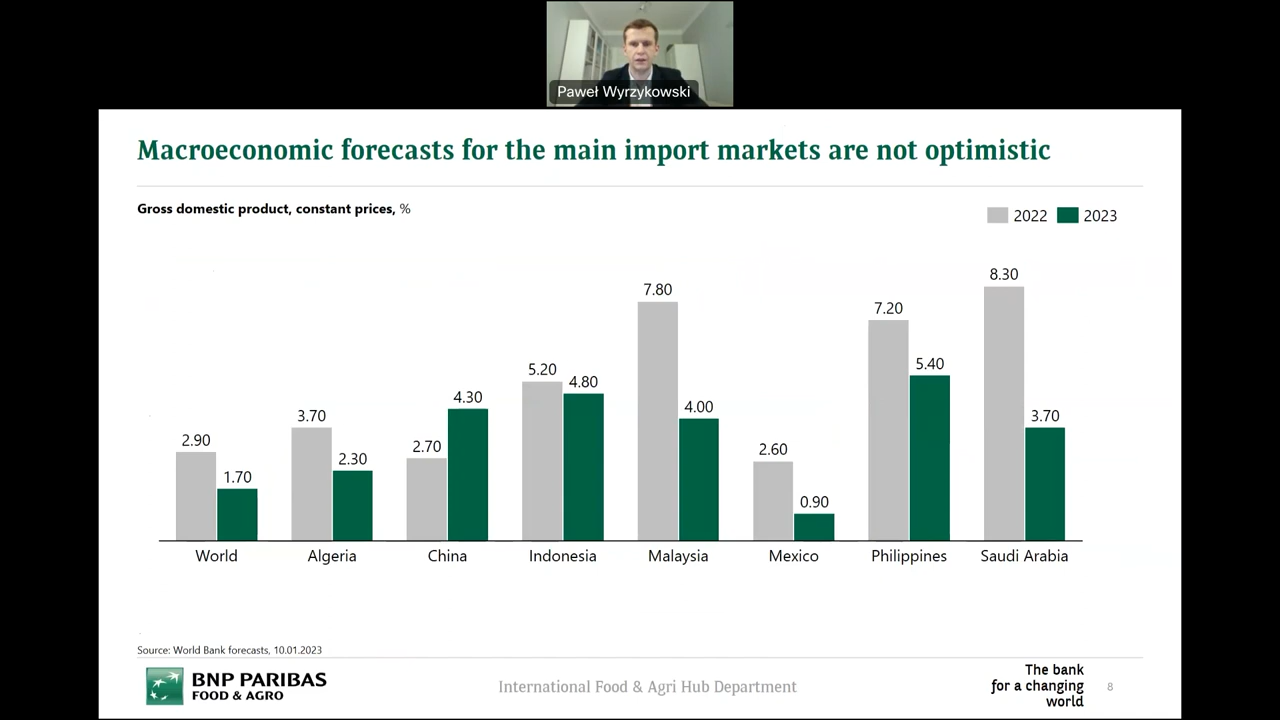 Paweł Wyrzykowski
Macroeconomic forecasts for the main import markets are not optimistic
Gross domestic product, constant prices, %
2022 2023
2.90 1.70 3.70 2.30 2.70 4.30 5.20 4.80 7.80 4.00 2.60 0.90 7.20 5.40 8.30 3.70
World Algeria China Indonesia Malaysia Mexico Philippines Saudi Arabia
Source: World Bank forecasts, 10.01.2023
BNP PARIBAS
FOOD & AGRO
International Food & Agri Hub Department
The bank
for a changing
world
8